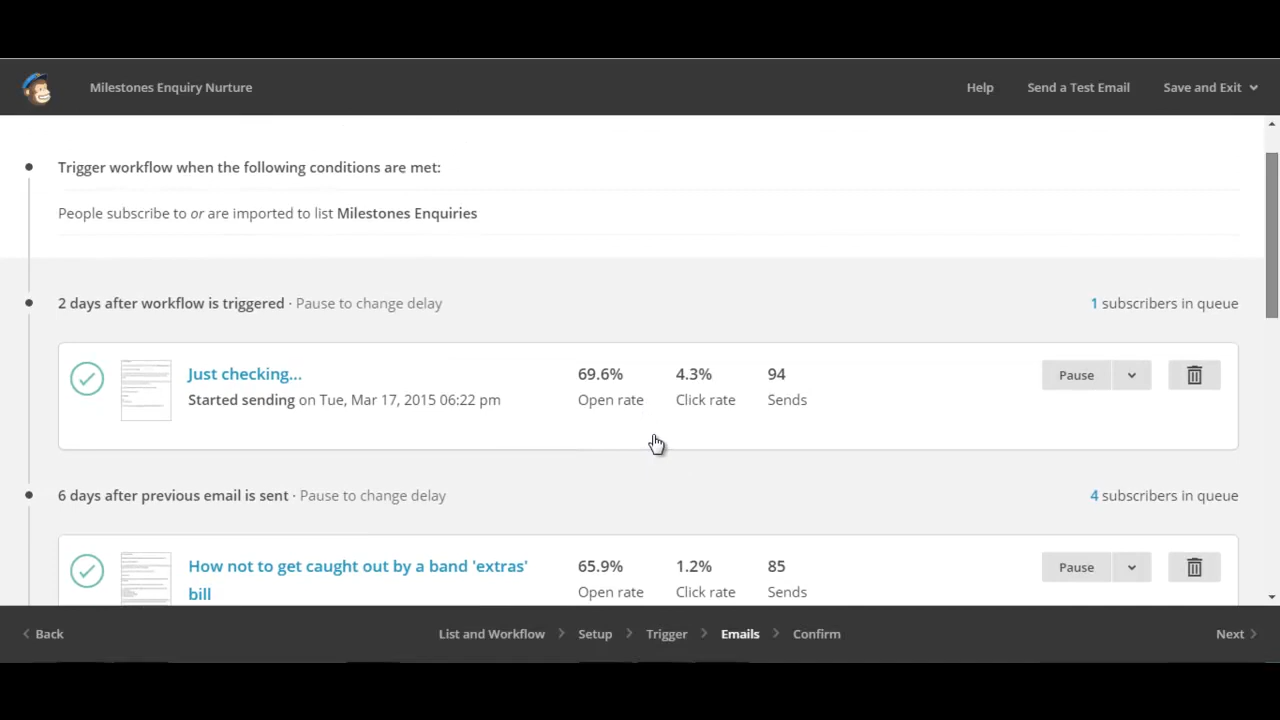 Milestones Enquiry Nurture
Help
Send a Test Email
Save and Exit
Trigger workflow when the following conditions are met:
People subscribe to or are imported to list Milestones Enquiries
2 days after workflow is triggered · Pause to change delay
1 subscribers in queue
Just checking...
Started sending on Tue, Mar 17, 2015 06:22 pm
69.6%
Open rate
4.3%
Click rate
94
Sends
Pause
6 days after previous email is sent · Pause to change delay
4 subscribers in queue
How not to get caught out by a band 'extras'
bill
65.9%
Open rate
1.2%
Click rate
85
Sends
Pause
Back
List and Workflow
Setup
Trigger
Emails
Confirm
Next